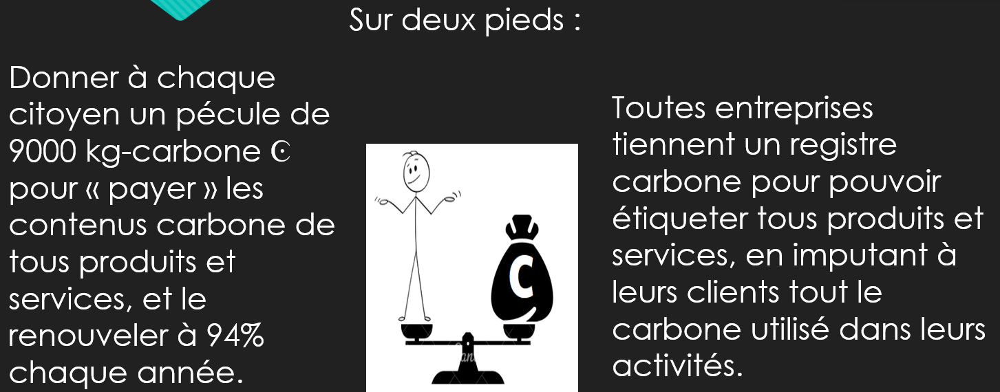 Sur deux pieds :
Donner à chaque
citoyen un pécule de
9000 kg-carbone
pour « payer » les
contenus carbone de
tous produits et
services, et le
renouveler à 94%
chaque année.
C
Toutes entreprises
tiennent un registre
carbone pour pouvoir
étiqueter tous produits et
services, en imputant à
leurs clients tout le
carbone utilisé dans leurs
activités.